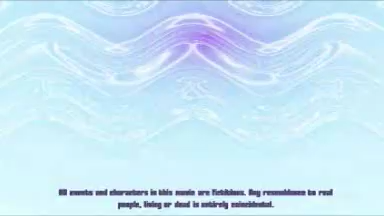 All events and characters in this movie are fictitious. Any resemblance to real
people, living or dead is entirely coincidental.